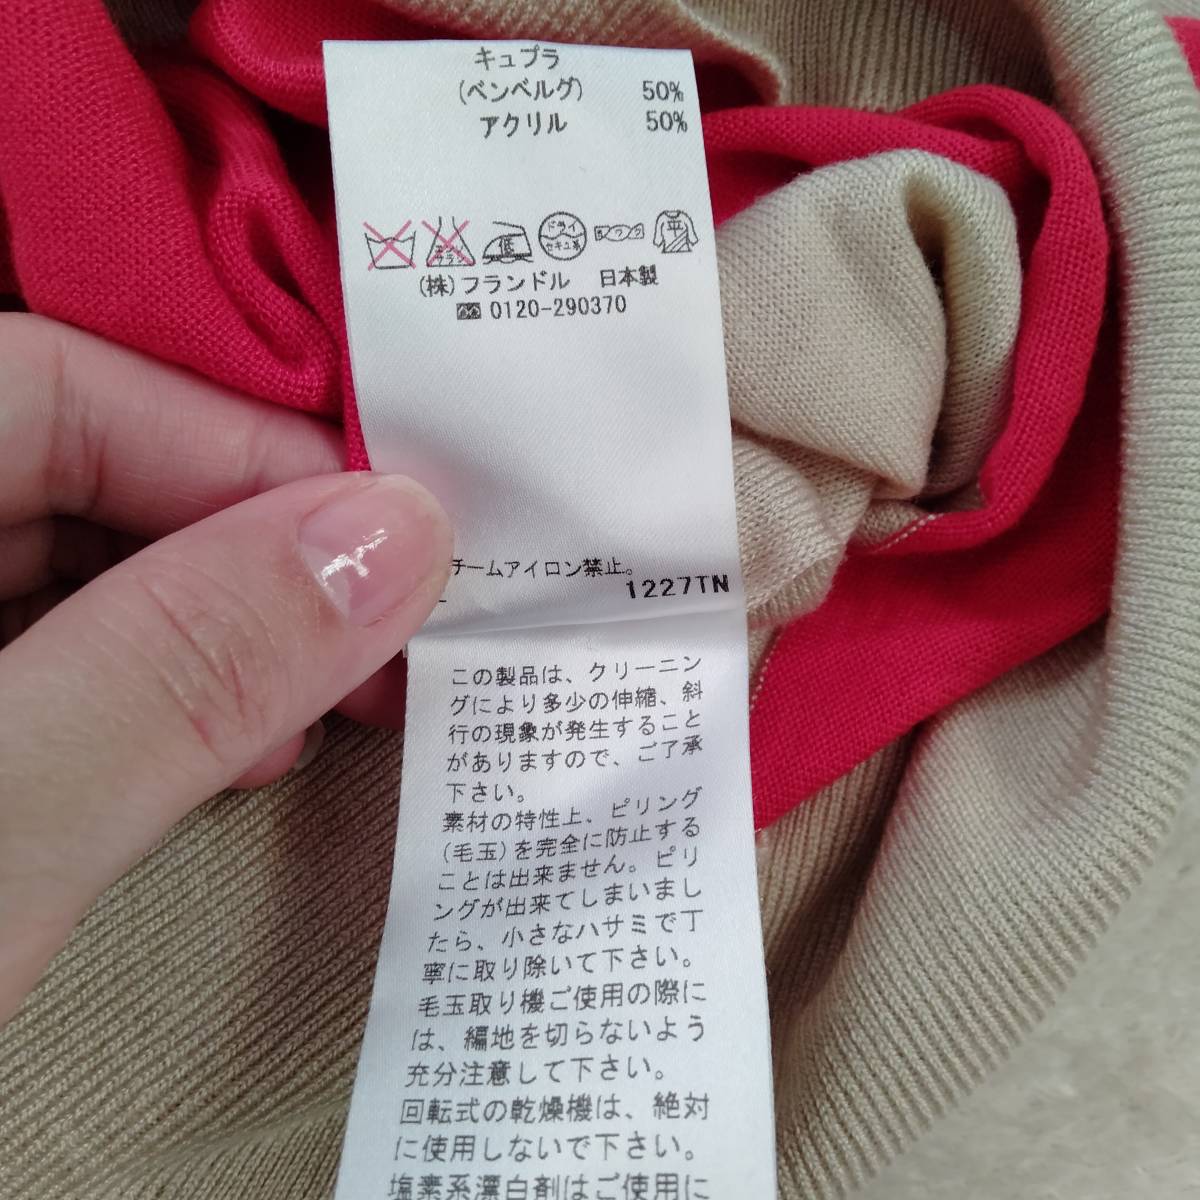 キュプラ
(ベンベルグ) 50%
アクリル 50%
エンソ
サラシ
低
ドライ
セキユ系
平
(株)フランドル 日本製
0120-290370
チームアイロン禁止。
1227TN
この製品は、クリーニン
グにより多少の伸縮、斜
行の現象が発生すること
がありますので、ご了承
下さい。
素材の特性上、ピリング
(毛玉)を完全に防止する
ことは出来ません。ピリ
ングが出来てしまいまし
たら、小さなハサミで丁
寧に取り除いて下さい。
毛玉取り機ご使用の際に
は、編地を切らないよう
充分注意して下さい。
回転式の乾燥機は、絶対
に使用しないで下さい。
塩素系漂白剤はご使用に